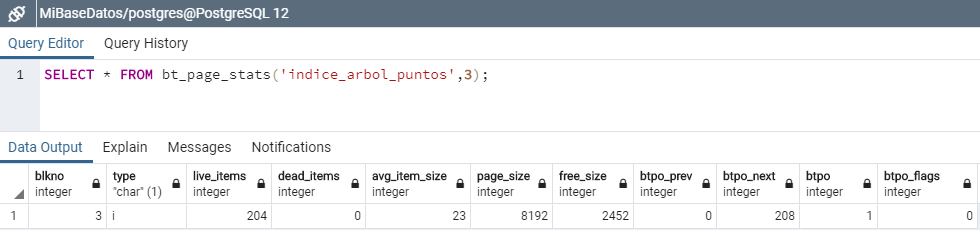 MiBaseDatos/postgres@PostgreSQL 12
Query Editor Query History
1 SELECT * FROM bt_page_stats('indice_arbol_puntos',3);
Data Output Explain Messages Notifications
blkno type live_items dead_items avg_item_size page_size free_size btpo_prev btpo_next btpo btpo_flags
integer "char" (1) integer integer integer integer integer integer integer integer integer
1 3 i 204 0 23 8192 2452 0 208 1 0